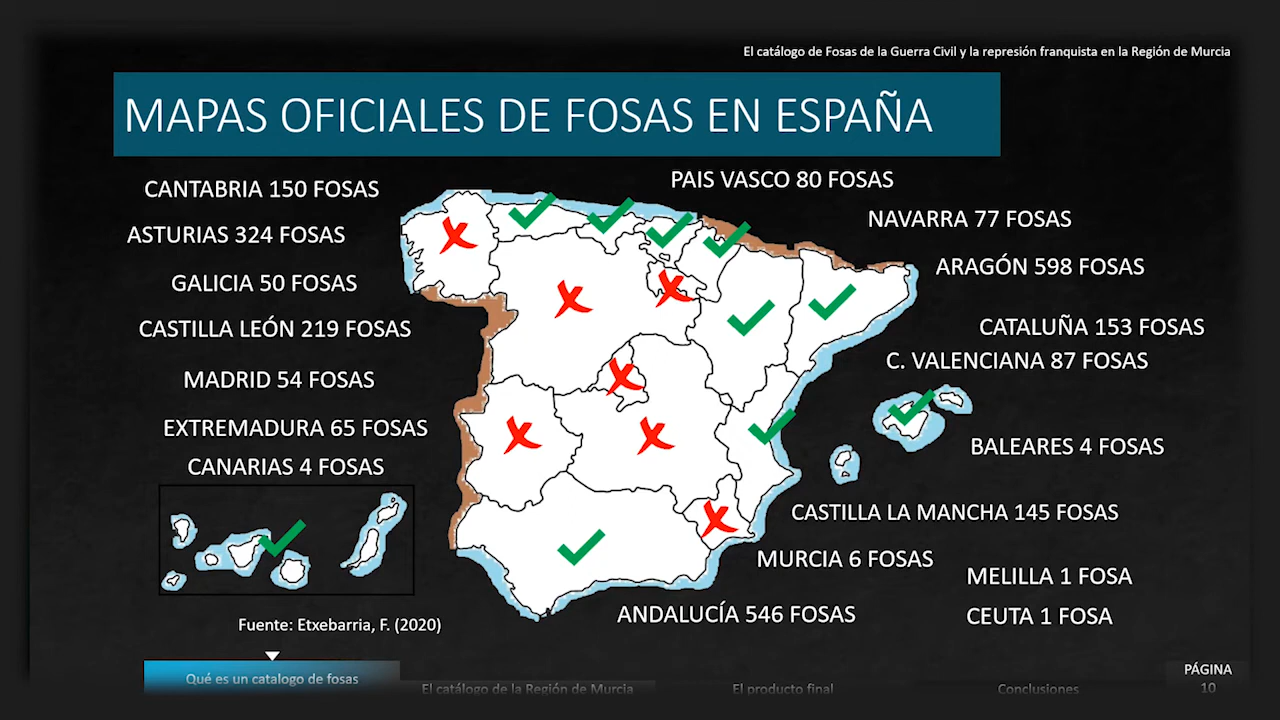 El catálogo de Fosas de la Guerra Civil y la represión franquista en la Región de Murcia
MAPAS OFICIALES DE FOSAS EN ESPAÑA
CANTABRIA 150 FOSAS
ASTURIAS 324 FOSAS
GALICIA 50 FOSAS
CASTILLA LEÓN 219 FOSAS
MADRID 54 FOSAS
EXTREMADURA 65 FOSAS
CANARIAS 4 FOSAS
PAIS VASCO 80 FOSAS
NAVARRA 77 FOSAS
ARAGÓN 598 FOSAS
CATALUÑA 153 FOSAS
C. VALENCIANA 87 FOSAS
BALEARES 4 FOSAS
CASTILLA LA MANCHA 145 FOSAS
MURCIA 6 FOSAS
MELILLA 1 FOSA
CEUTA 1 FOSA
ANDALUCÍA 546 FOSAS
Fuente: Etxebarria, F. (2020)
Qué es un catalogo de fosas
El catálogo de la Región de Murcia
El producto final
Conclusiones
PÁGINA
10